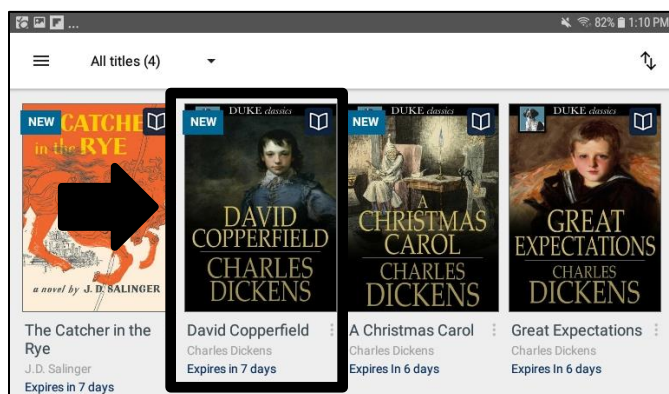 ...
82% 1:10 PM
All titles (4)
NEW
CATCHE
in the RYE
a novel by J. D. SALINGER
The Catcher in the
Rye
J.D. Salinger
Expires in 7 days
NEW
DUKE classics
DAVID
COPPERFIELD
CHARLES
DICKENS
David Copperfield
Charles Dickens
Expires in 7 days
NEW
DUKE classics
A
CHRISTMAS
CAROL
CHARLES
DICKENS
A Christmas Carol
Charles Dickens
Expires In 6 days
DUKE classics
GREAT
EXPECTATIONS
CHARLES
DICKENS
Great Expectations
Charles Dickens
Expires In 6 days